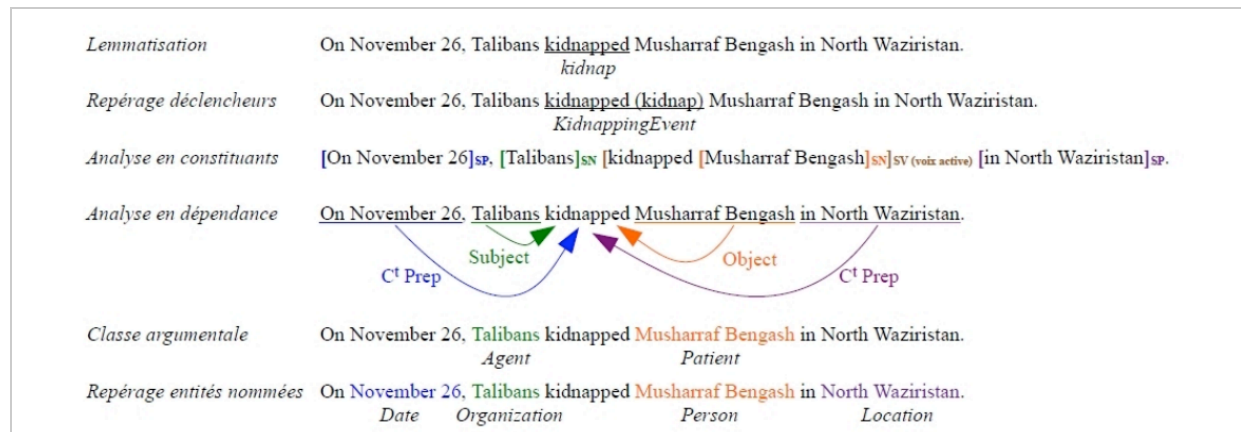 Lemmatisation On November 26, Talibans kidnapped Musharraf Bengash in North Waziristan.
kidnap
Repérage déclencheurs On November 26, Talibans kidnapped (kidnap) Musharraf Bengash in North Waziristan.
KidnappingEvent
Analyse en constituants [On November 26]SP, [Talibans]SN [kidnapped [Musharraf Bengash]SN]SV (voix active) [in North Waziristan]SP.
Analyse en dépendance On November 26, Talibans kidnapped Musharraf Bengash in North Waziristan.
Subject Object
Cᵗ Prep Cᵗ Prep
Classe argumentale On November 26, Talibans kidnapped Musharraf Bengash in North Waziristan.
Agent Patient
Repérage entités nommées On November 26, Talibans kidnapped Musharraf Bengash in North Waziristan.
Date Organization Person Location